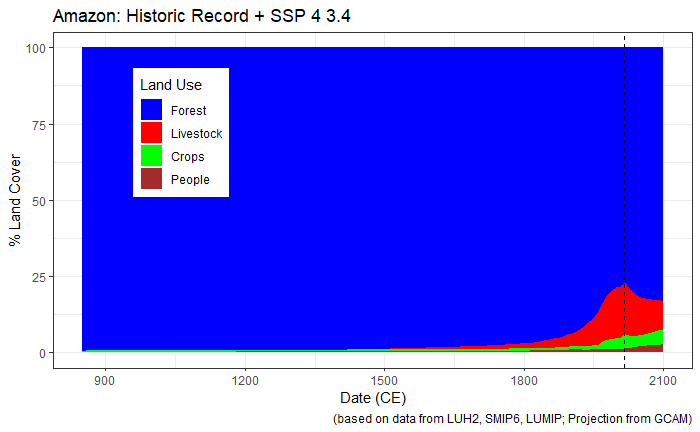 Amazon: Historic Record + SSP 4 3.4
100
75
50
25
0
% Land Cover
Land Use
Forest
Livestock
Crops
People
900
1200
1500
1800
2100
Date (CE)
(based on data from LUH2, SMIP6, LUMIP; Projection from GCAM)